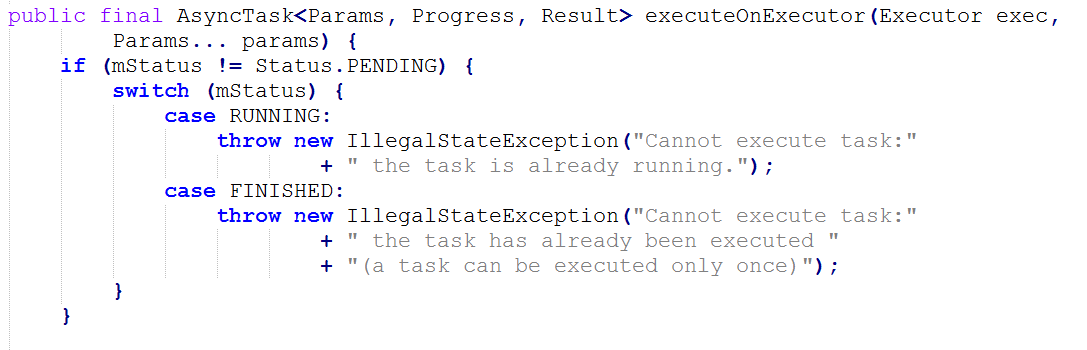 public final AsyncTask<Params, Progress, Result> executeOnExecutor(Executor exec,
        Params... params) {
    if (mStatus != Status.PENDING) {
        switch (mStatus) {
            case RUNNING:
                throw new IllegalStateException("Cannot execute task:"
                        + " the task is already running.");
            case FINISHED:
                throw new IllegalStateException("Cannot execute task:"
                        + " the task has already been executed "
                        + "(a task can be executed only once)");
        }
    }